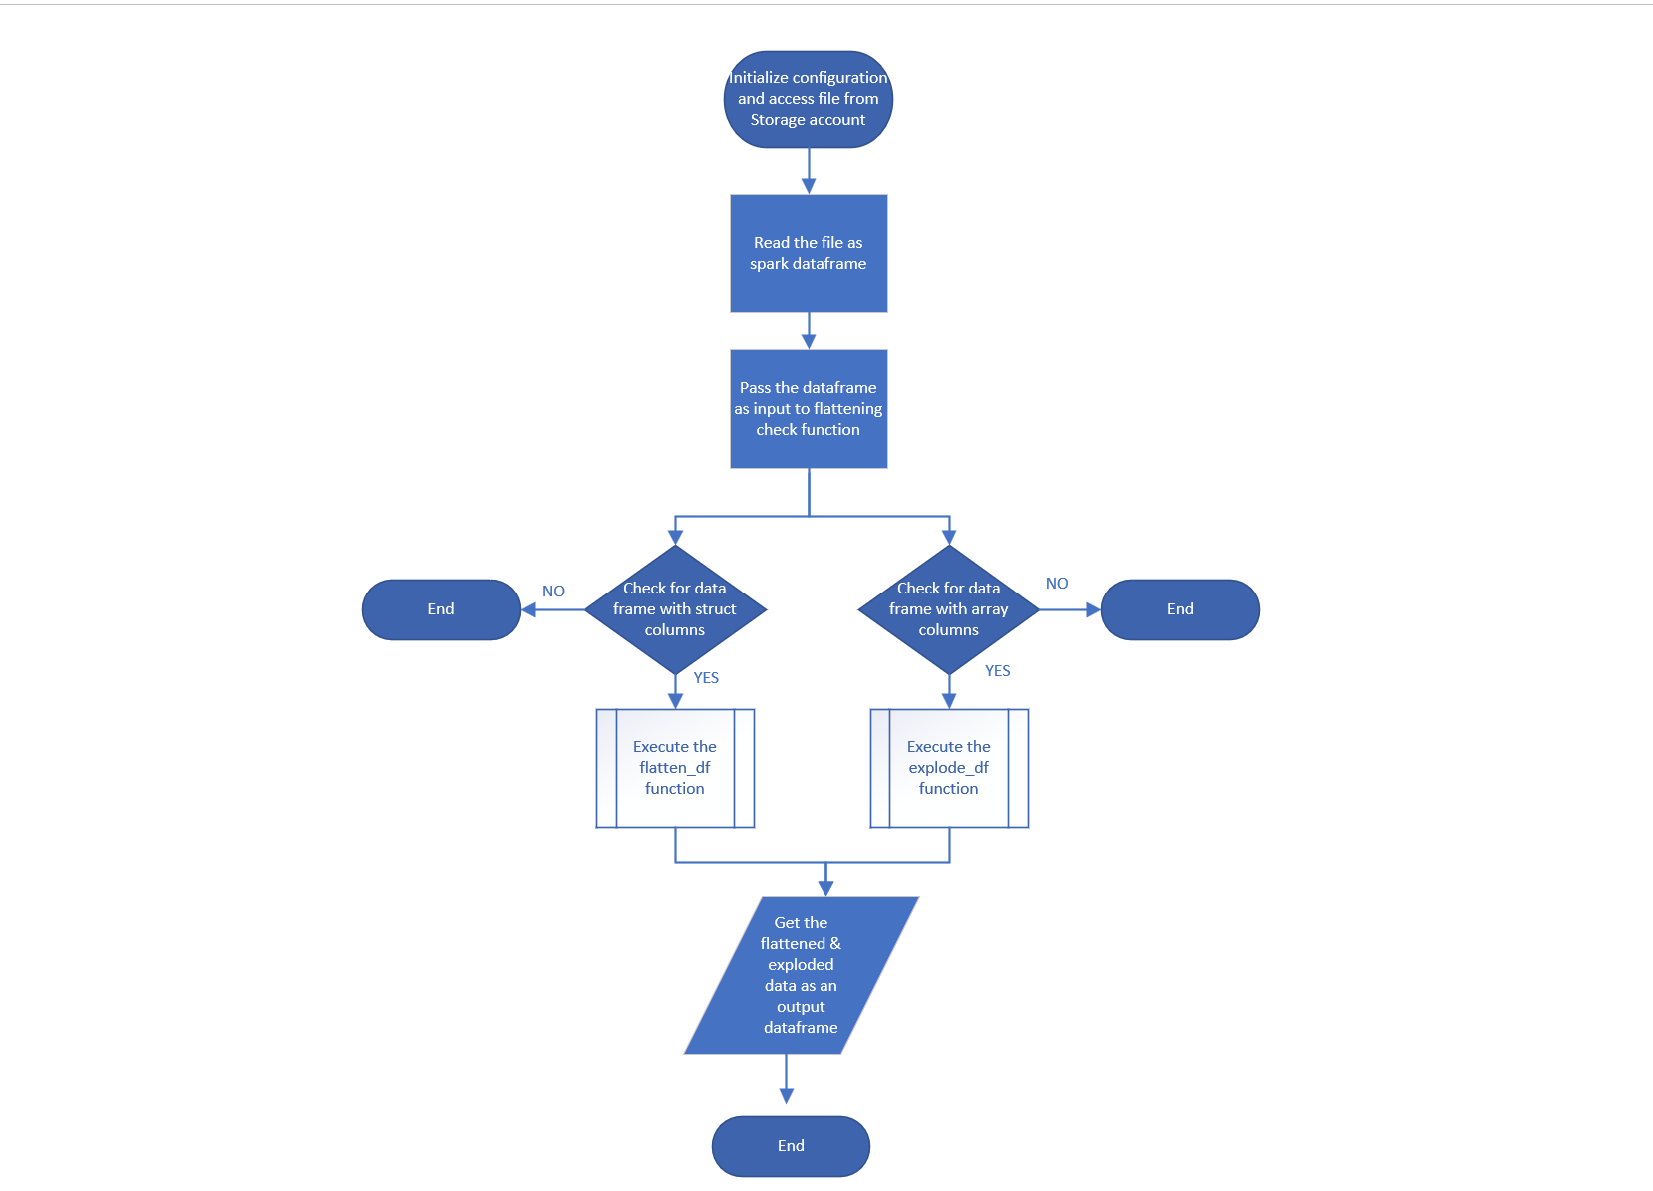 Initialize configuration
and access file from
Storage account
Read the file as
spark dataframe
Pass the dataframe
as input to flattening
check function
Check for data
frame with struct
columns
NO
End
YES
Check for data
frame with array
columns
NO
End
YES
Execute the
flatten_df
function
Execute the
explode_df
function
Get the
flattened &
exploded
data as an
output
dataframe
End